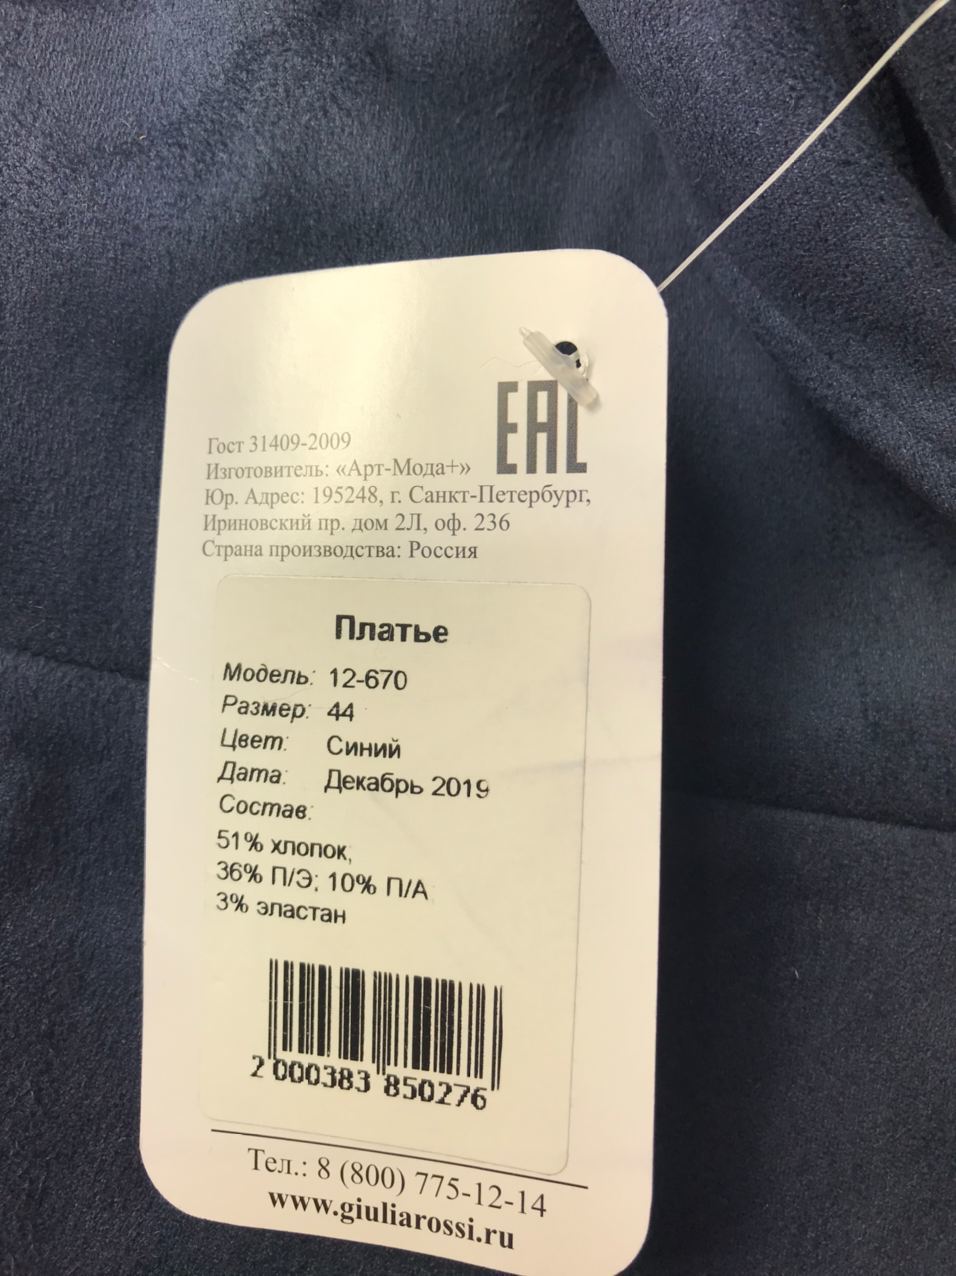 EAC
Гост 31409-2009
Изготовитель: «Арт-Мода+»
Юр. Адрес: 195248, г. Санкт-Петербург,
Ириновский пр. дом 2Л, оф. 236
Страна производства: Россия
Платье
Модель: 12-670
Размер: 44
Цвет: Синий
Дата: Декабрь 2019
Состав:
51% хлопок,
36% П/Э; 10% П/А
3% эластан
2 000383 850276
Тел.: 8 (800) 775-12-14
www.giuliarossi.ru